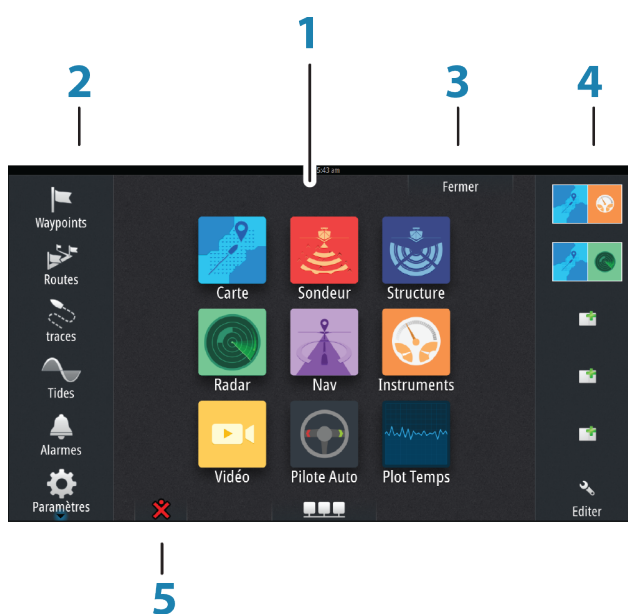 1
2
3
4
5:43 am
Fermer
Waypoints
Routes
traces
Tides
Alarmes
Paramètres
Carte
Sondeur
Structure
Radar
Nav
Instruments
Vidéo
Pilote Auto
Plot Temps
Editer
5